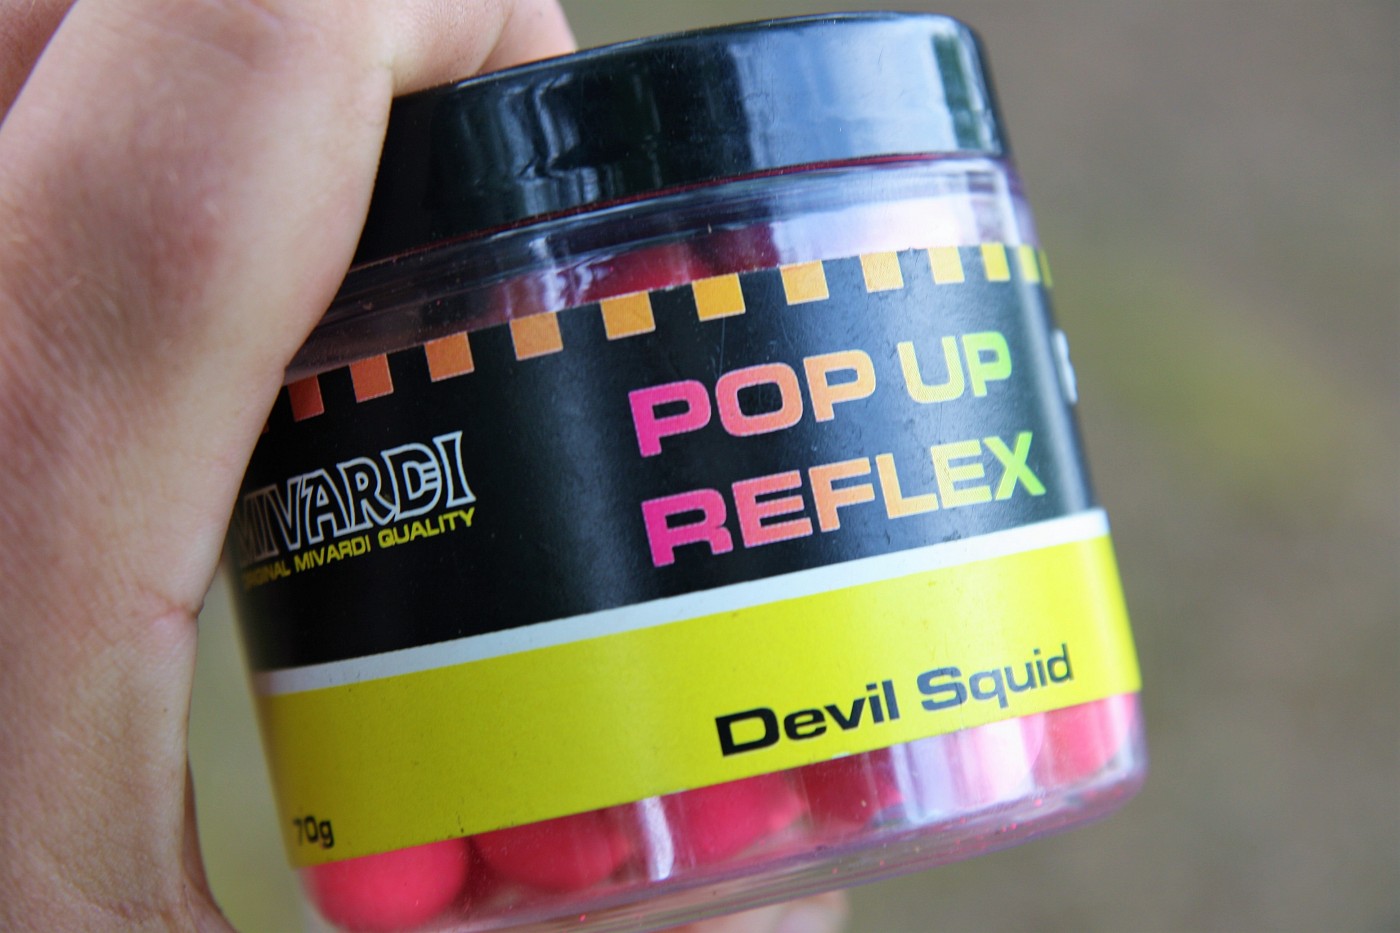 MIVARDI
ORIGINAL MIVARDI QUALITY
POP UP
REFLEX
Devil Squid
70g